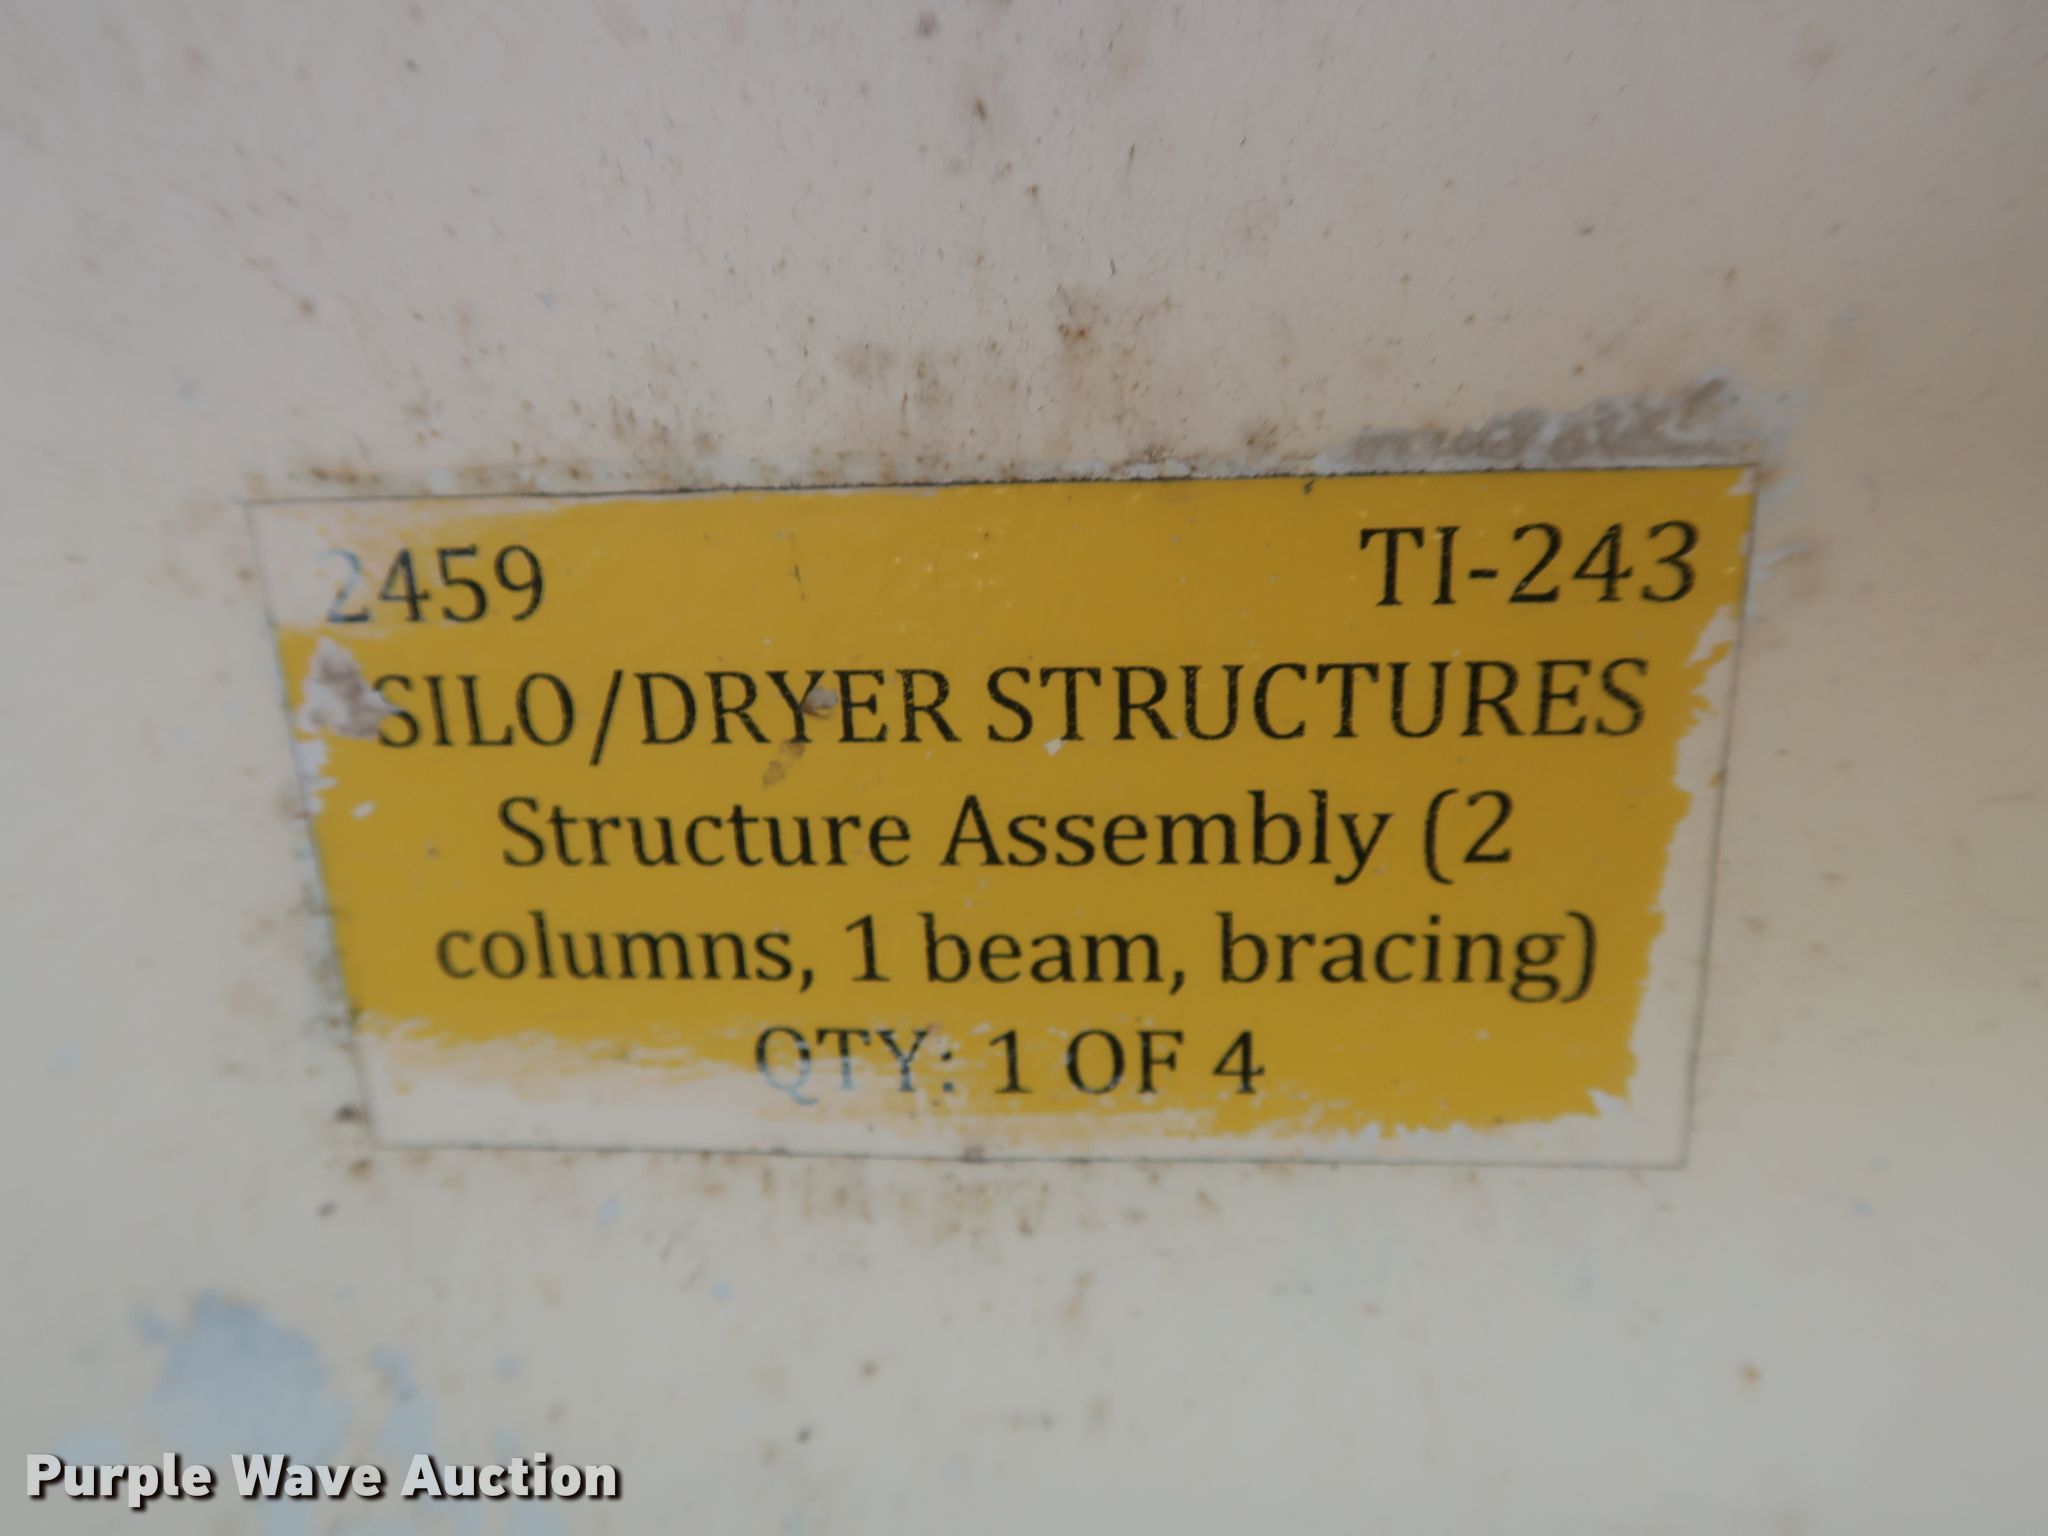 2459 TI-243
SILO/DRYER STRUCTURES
Structure Assembly (2
columns, 1 beam, bracing)
QTY: 1 OF 4
Purple Wave Auction